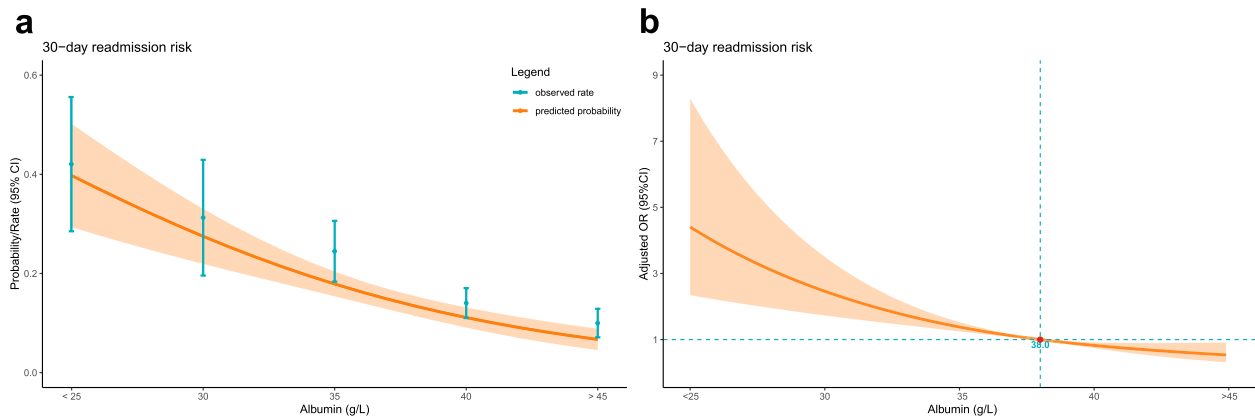 a
30−day readmission risk
Legend
observed rate
predicted probability
Probability/Rate (95% CI)
0.6
0.4
0.2
0.0
< 25
30
35
40
> 45
Albumin (g/L)
b
30−day readmission risk
Adjusted OR (95%CI)
9
7
5
3
1
38.0
<25
30
35
40
>45
Albumin (g/L)